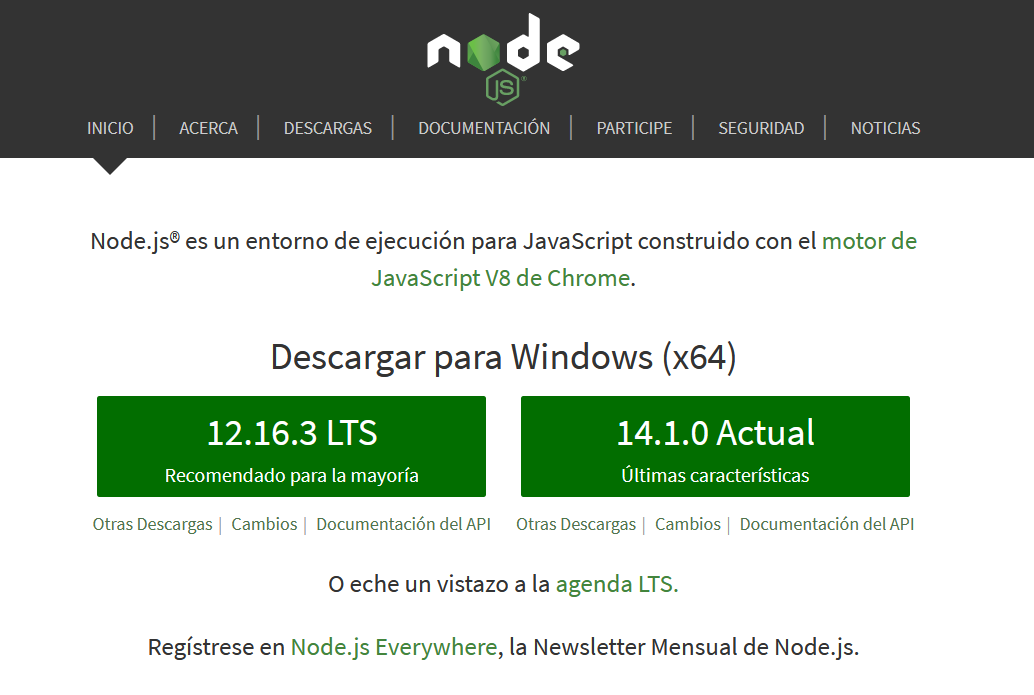 node
JS®
INICIO | ACERCA | DESCARGAS | DOCUMENTACIÓN | PARTICIPE | SEGURIDAD | NOTICIAS
Node.js® es un entorno de ejecución para JavaScript construido con el motor de
JavaScript V8 de Chrome.
Descargar para Windows (x64)
12.16.3 LTS
Recomendado para la mayoría
14.1.0 Actual
Últimas características
Otras Descargas | Cambios | Documentación del API
Otras Descargas | Cambios | Documentación del API
O eche un vistazo a la agenda LTS.
Regístrese en Node.js Everywhere, la Newsletter Mensual de Node.js.